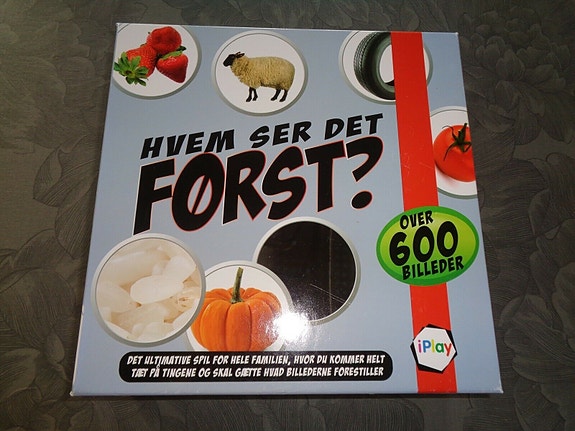 HVEM SER DET
FØRST?
OVER
600
BILLEDER
iPlay
DET ULTIMATIVE SPIL FOR HELE FAMILIEN, HVOR DU KOMMER HELT
TÆT PÅ TINGENE OG SKAL GÆTTE HVAD BILLEDERNE FORESTILLER